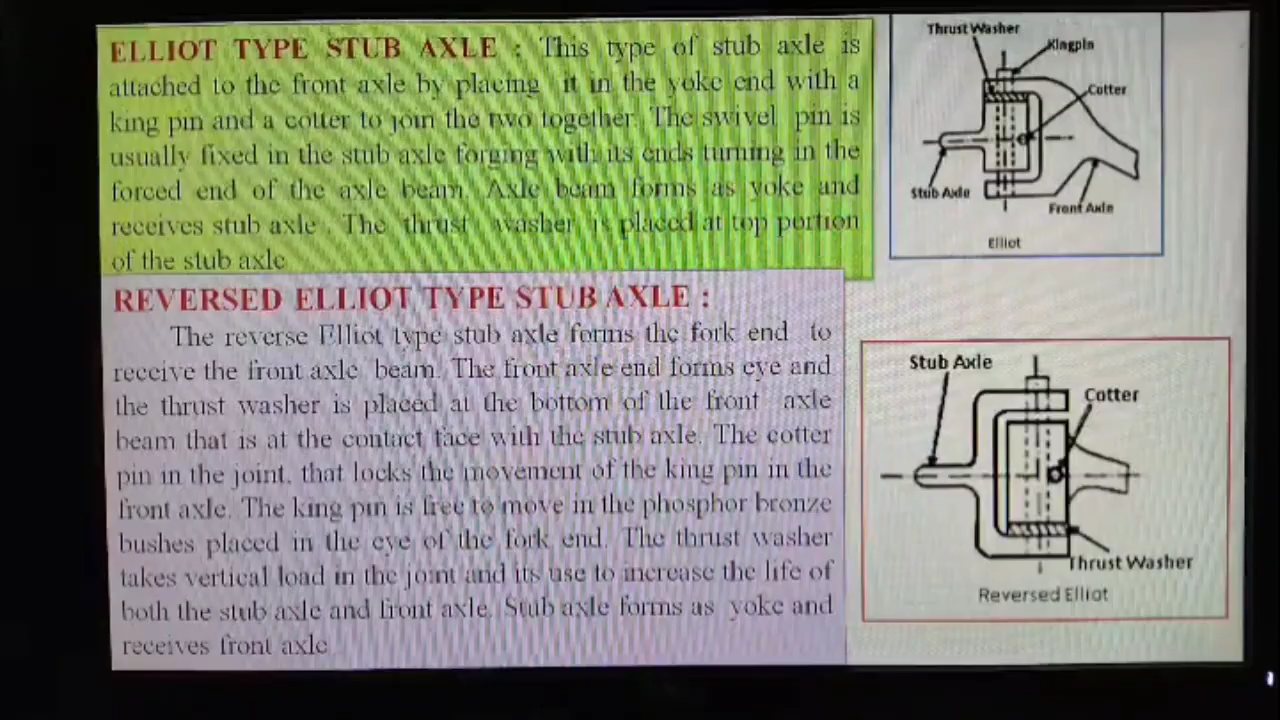 ELLIOT TYPE STUB AXLE : This type of stub axle is
attached to the front axle by placing it in the yoke end with a
king pin and a cotter to join the two together. The swivel pin is
usually fixed in the stub axle forging with its ends turning in the
forced end of the axle beam. Axle beam forms as yoke and
receives stub axle . The thrust washer is placed at top portion
of the stub axle
Thrust Washer
Kingpin
Cotter
Stub Axle
Front Axle
Elliot
REVERSED ELLIOT TYPE STUB AXLE :
The reverse Elliot type stub axle forms the fork end to
receive the front axle beam. The front axle end forms eye and
the thrust washer is placed at the bottom of the front axle
beam that is at the contact face with the stub axle. The cotter
pin in the joint, that locks the movement of the king pin in the
front axle. The king pin is free to move in the phosphor bronze
bushes placed in the eye of the fork end. The thrust washer
takes vertical load in the joint and its use to increase the life of
both the stub axle and front axle. Stub axle forms as yoke and
receives front axle
Stub Axle
Cotter
Thrust Washer
Reversed Elliot